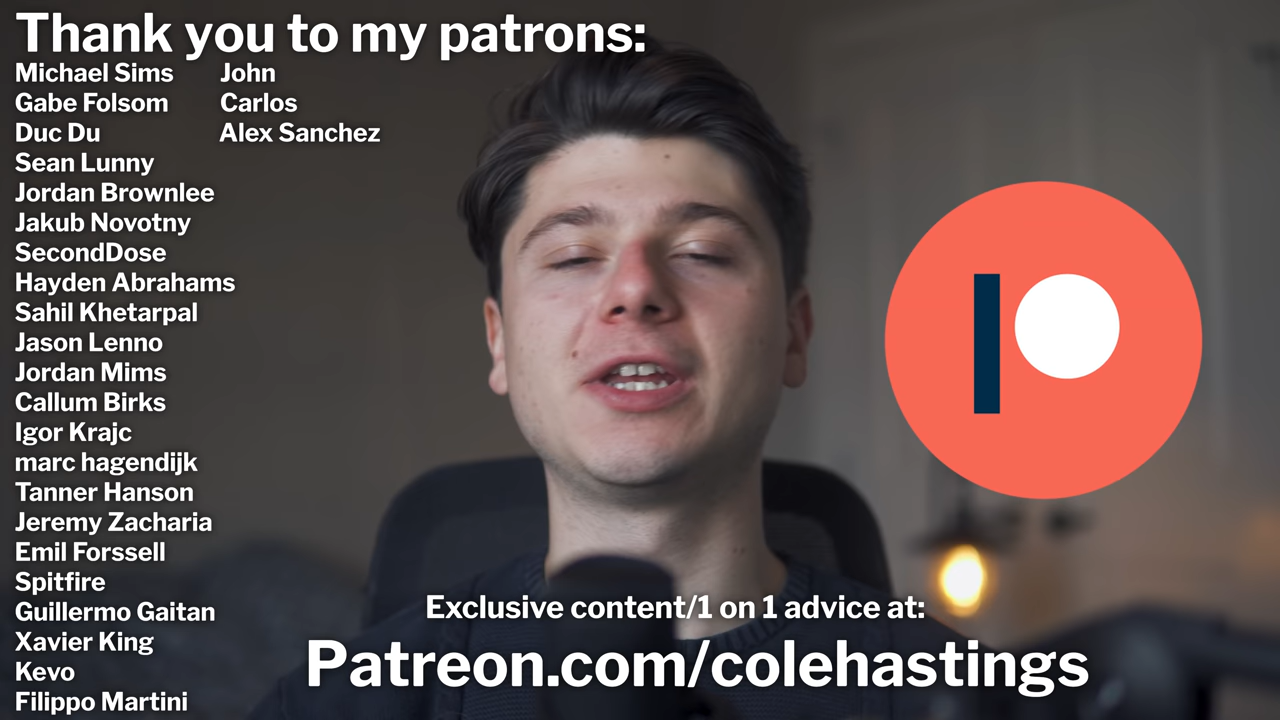 Thank you to my patrons:
Michael Sims
Gabe Folsom
Duc Du
Sean Lunny
Jordan Brownlee
Jakub Novotny
SecondDose
Hayden Abrahams
Sahil Khetarpal
Jason Lenno
Jordan Mims
Callum Birks
Igor Krajc
marc hagendijk
Tanner Hanson
Jeremy Zacharia
Emil Forssell
Spitfire
Guillermo Gaitan
Xavier King
Kevo
Filippo Martini
John
Carlos
Alex Sanchez
Exclusive content/1 on 1 advice at:
Patreon.com/colehastings